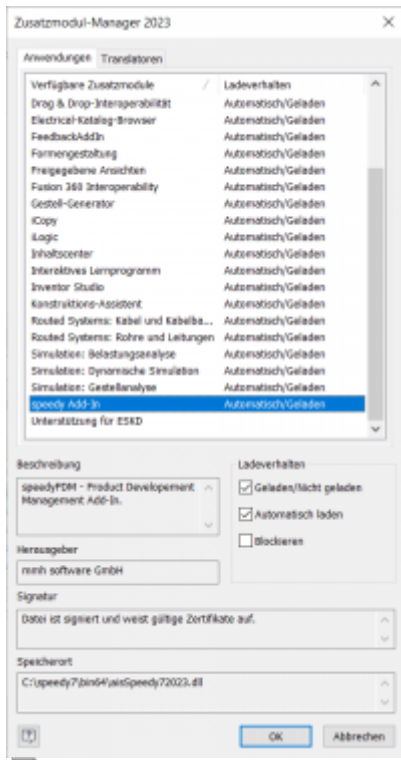 Zusatzmodul-Manager 2023
Anwendungen Translatoren
Verfügbare Zusatzmodule / Ladeverhalten
Drag & Drop-Interoperabilität Automatisch/Geladen
Electrical-Katalog-Browser Automatisch/Geladen
FeedbackAddIn Automatisch/Geladen
Formengestaltung Automatisch/Geladen
Freigegebene Ansichten Automatisch/Geladen
Fusion 360 Interoperability Automatisch/Geladen
Gestell-Generator Automatisch/Geladen
iCopy Automatisch/Geladen
iLogic Automatisch/Geladen
Inhaltscenter Automatisch/Geladen
Interaktives Lernprogramm Automatisch/Geladen
Inventor Studio Automatisch/Geladen
Konstruktions-Assistent Automatisch/Geladen
Routed Systems: Kabel und Kabelba... Automatisch/Geladen
Routed Systems: Rohre und Leitungen Automatisch/Geladen
Simulation: Belastungsanalyse Automatisch/Geladen
Simulation: Dynamische Simulation Automatisch/Geladen
Simulation: Gestellanalyse Automatisch/Geladen
speedy Add-In Automatisch/Geladen
Unterstützung für ESKD
Beschreibung
speedyPDM - Product Developement
Management Add-In.
Ladeverhalten
Geladen/Nicht geladen
Automatisch laden
Blockieren
Herausgeber
mmh software GmbH
Signatur
Datei ist signiert und weist gültige Zertifikate auf.
Speicherort
C:\speedy7\bin64\aisSpeedy72023.dll
OK Abbrechen